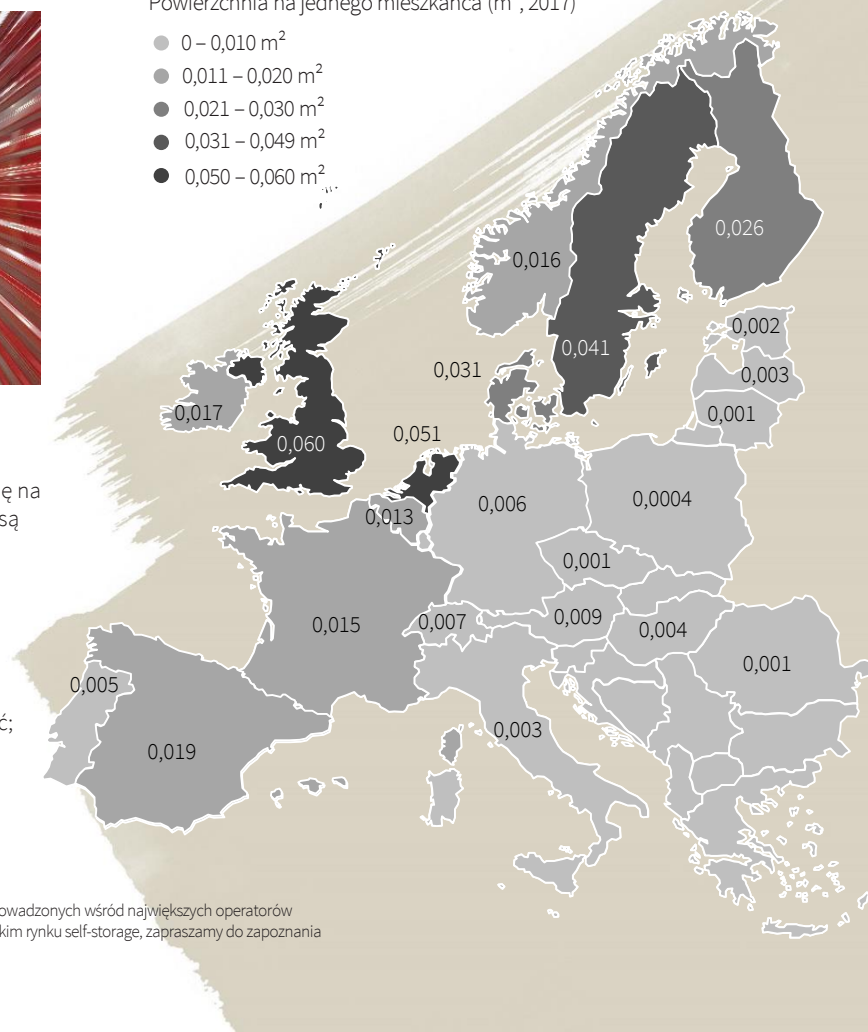 Powierzchnia na jednego mieszkańca (m², 2017)
0 – 0,010 m²
0,011 – 0,020 m²
0,021 – 0,030 m²
0,031 – 0,049 m²
0,050 – 0,060 m²
0,026
0,016
0,002
0,041
0,031
0,003
0,017
0,001
0,051
0,060
ę na
są
0,006
0,0004
0,013
0,001
0,015
0,007
0,009
0,004
0,001
0,005
ć;
0,003
0,019
owadzonych wśród największych operatorów
kim rynku self-storage, zapraszamy do zapoznania